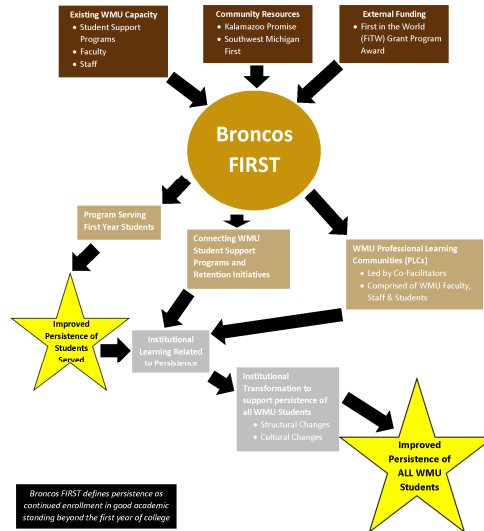 Existing WMU Capacity
• Student Support
Programs
• Faculty
• Staff
Community Resources
• Kalamazoo Promise
• Southwest Michigan
First
External Funding
• First in the World
(FiTW) Grant Program
Award
Broncos
FIRST
Program Serving
First Year Students
Connecting WMU
Student Support
Programs and
Retention Initiatives
WMU Professional Learning
Communities (PLCs)
• Led by Co-Facilitators
• Comprised of WMU Faculty,
Staff & Students
Improved
Persistence of
Students
Served
Institutional
Learning Related
to Persistence
Institutional
Transformation to
support persistence of
all WMU Students
• Structural Changes
• Cultural Changes
Improved
Persistence of
ALL WMU
Students
Broncos FIRST defines persistence as
continued enrollment in good academic
standing beyond the first year of college